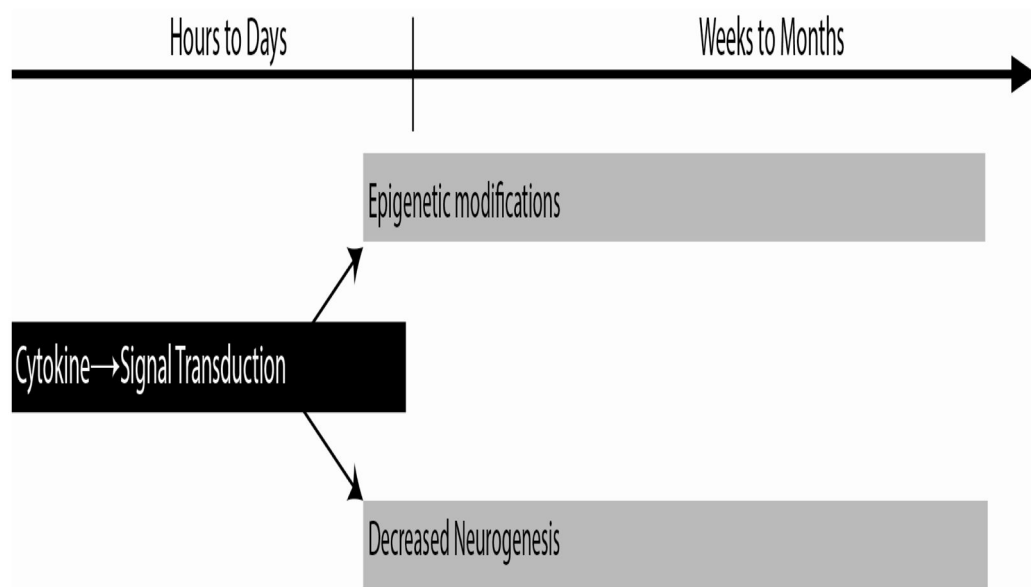 Hours to Days
Weeks to Months
Epigenetic modifications
Cytokine→Signal Transduction
Decreased Neurogenesis